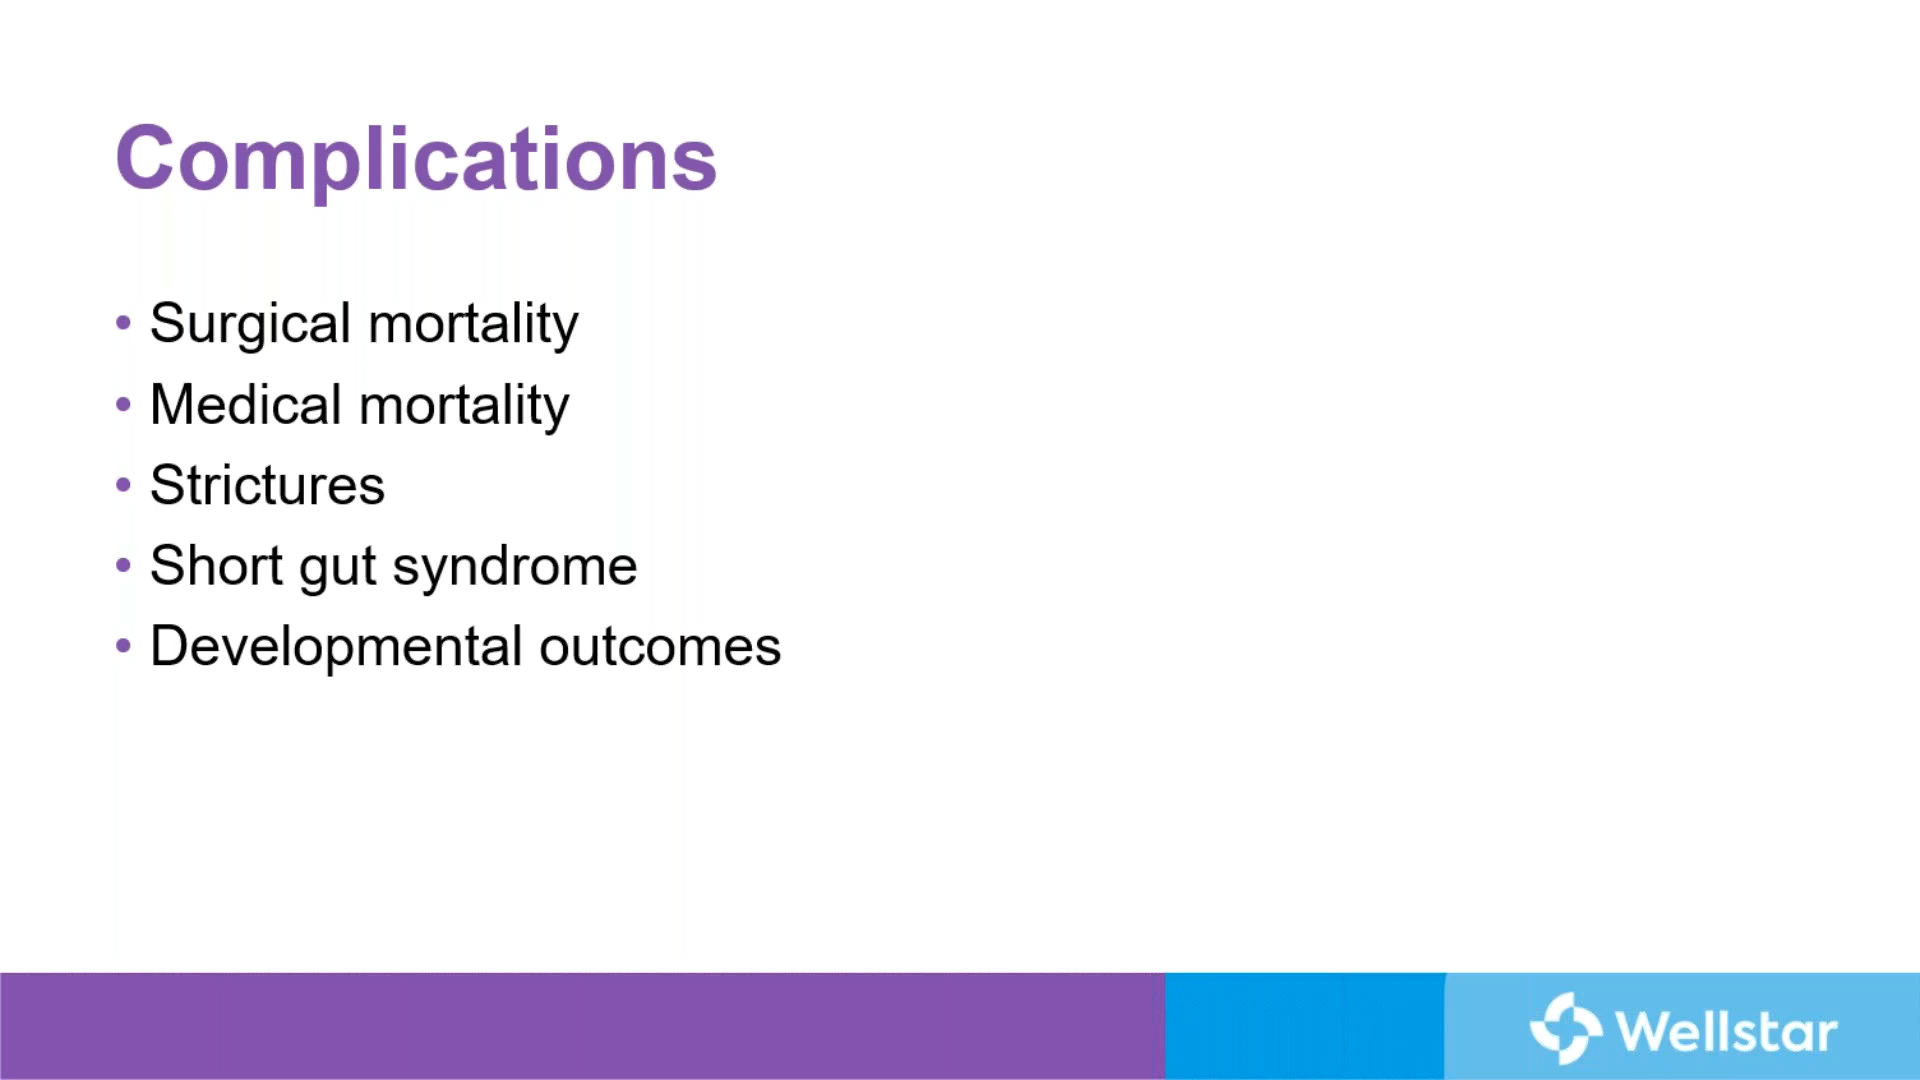 Complications
• Surgical mortality
• Medical mortality
• Strictures
• Short gut syndrome
• Developmental outcomes
Wellstar